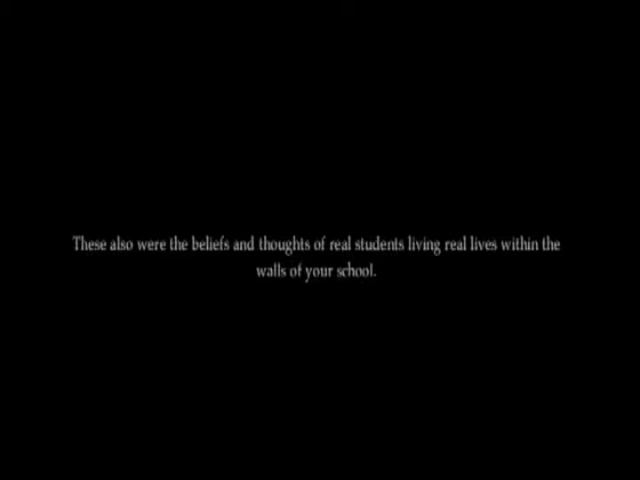 These also were the beliefs and thoughts of real students living real lives within the
walls of your school.